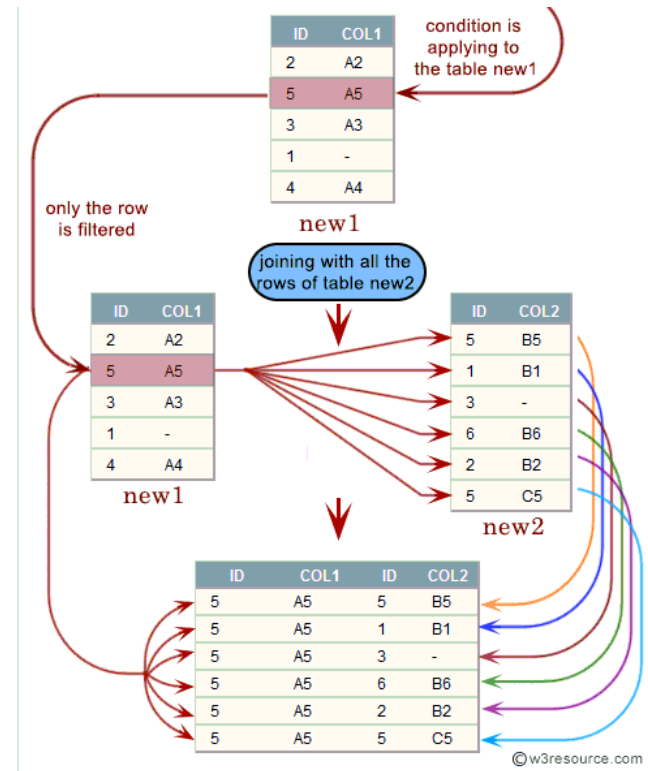 condition is
applying to
the table new1
ID COL1
2 A2
5 A5
3 A3
1 -
4 A4
new1
only the row
is filtered
joining with all the
rows of table new2
ID COL1
2 A2
5 A5
3 A3
1 -
4 A4
new1
ID COL2
5 B5
1 B1
3 -
6 B6
2 B2
5 C5
new2
ID COL1 ID COL2
5 A5 5 B5
5 A5 1 B1
5 A5 3 -
5 A5 6 B6
5 A5 2 B2
5 A5 5 C5
©w3resource.com